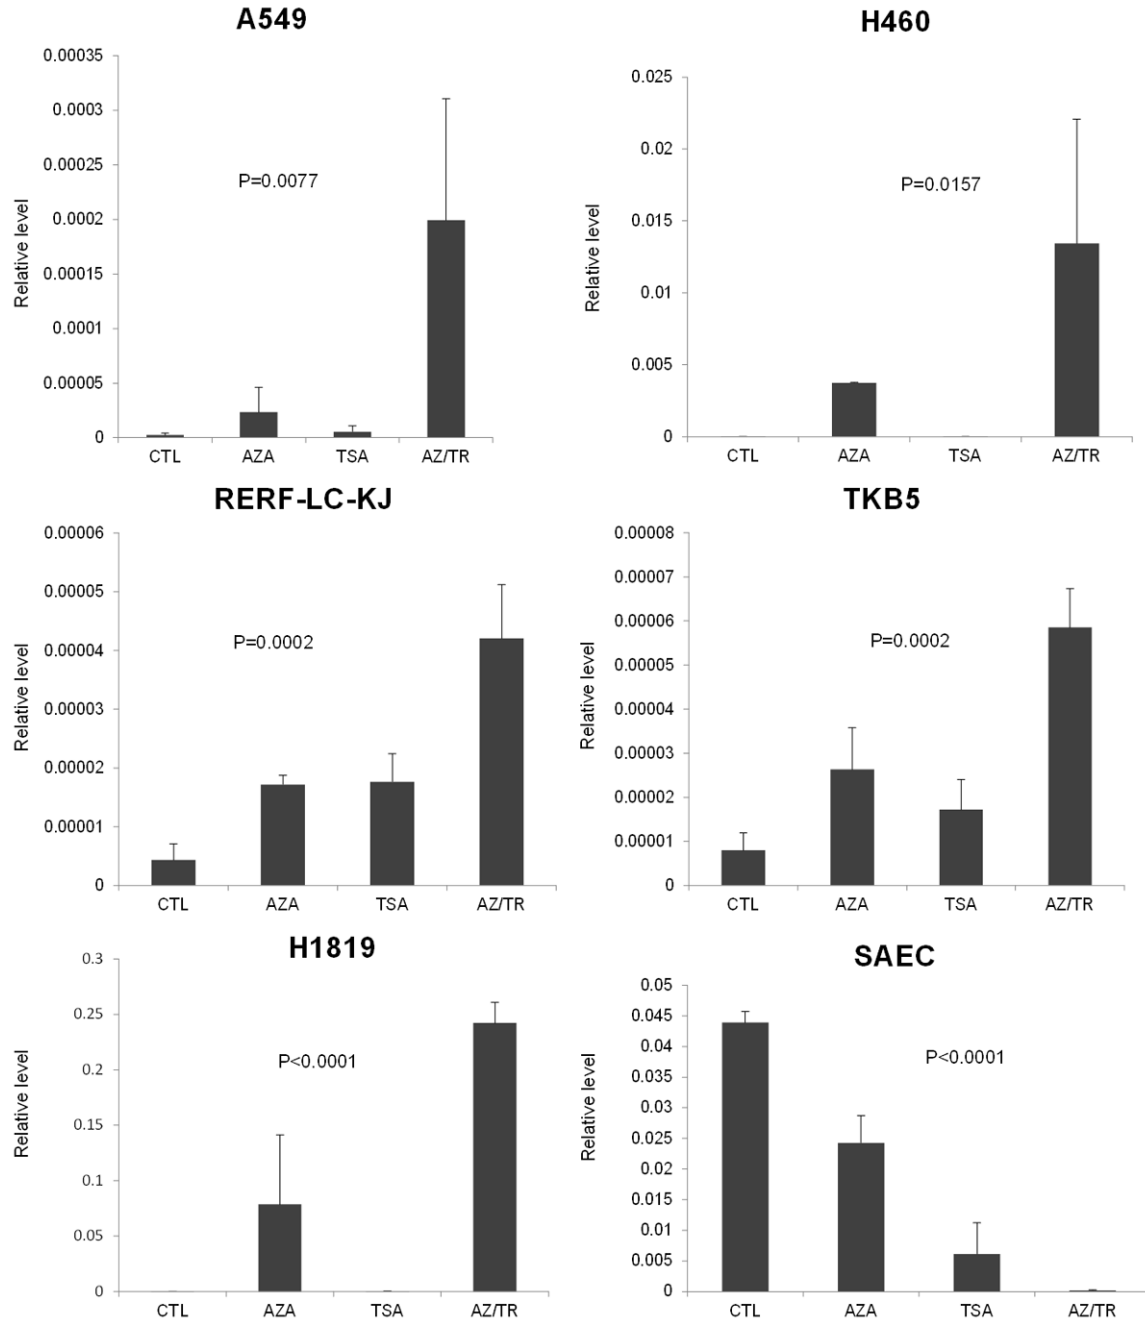 A549
0.00035
0.0003
0.00025
0.0002
0.00015
0.0001
0.00005
0
Relative level
P=0.0077
CTL AZA TSA AZ/TR
H460
0.025
0.02
0.015
0.01
0.005
0
Relative level
P=0.0157
CTL AZA TSA AZ/TR
RERF-LC-KJ
0.00006
0.00005
0.00004
0.00003
0.00002
0.00001
0
Relative level
P=0.0002
CTL AZA TSA AZ/TR
TKB5
0.00008
0.00007
0.00006
0.00005
0.00004
0.00003
0.00002
0.00001
0
Relative level
P=0.0002
CTL AZA TSA AZ/TR
H1819
0.3
0.25
0.2
0.15
0.1
0.05
0
Relative level
P<0.0001
CTL AZA TSA AZ/TR
SAEC
0.05
0.045
0.04
0.035
0.03
0.025
0.02
0.015
0.01
0.005
0
Relative level
P<0.0001
CTL AZA TSA AZ/TR